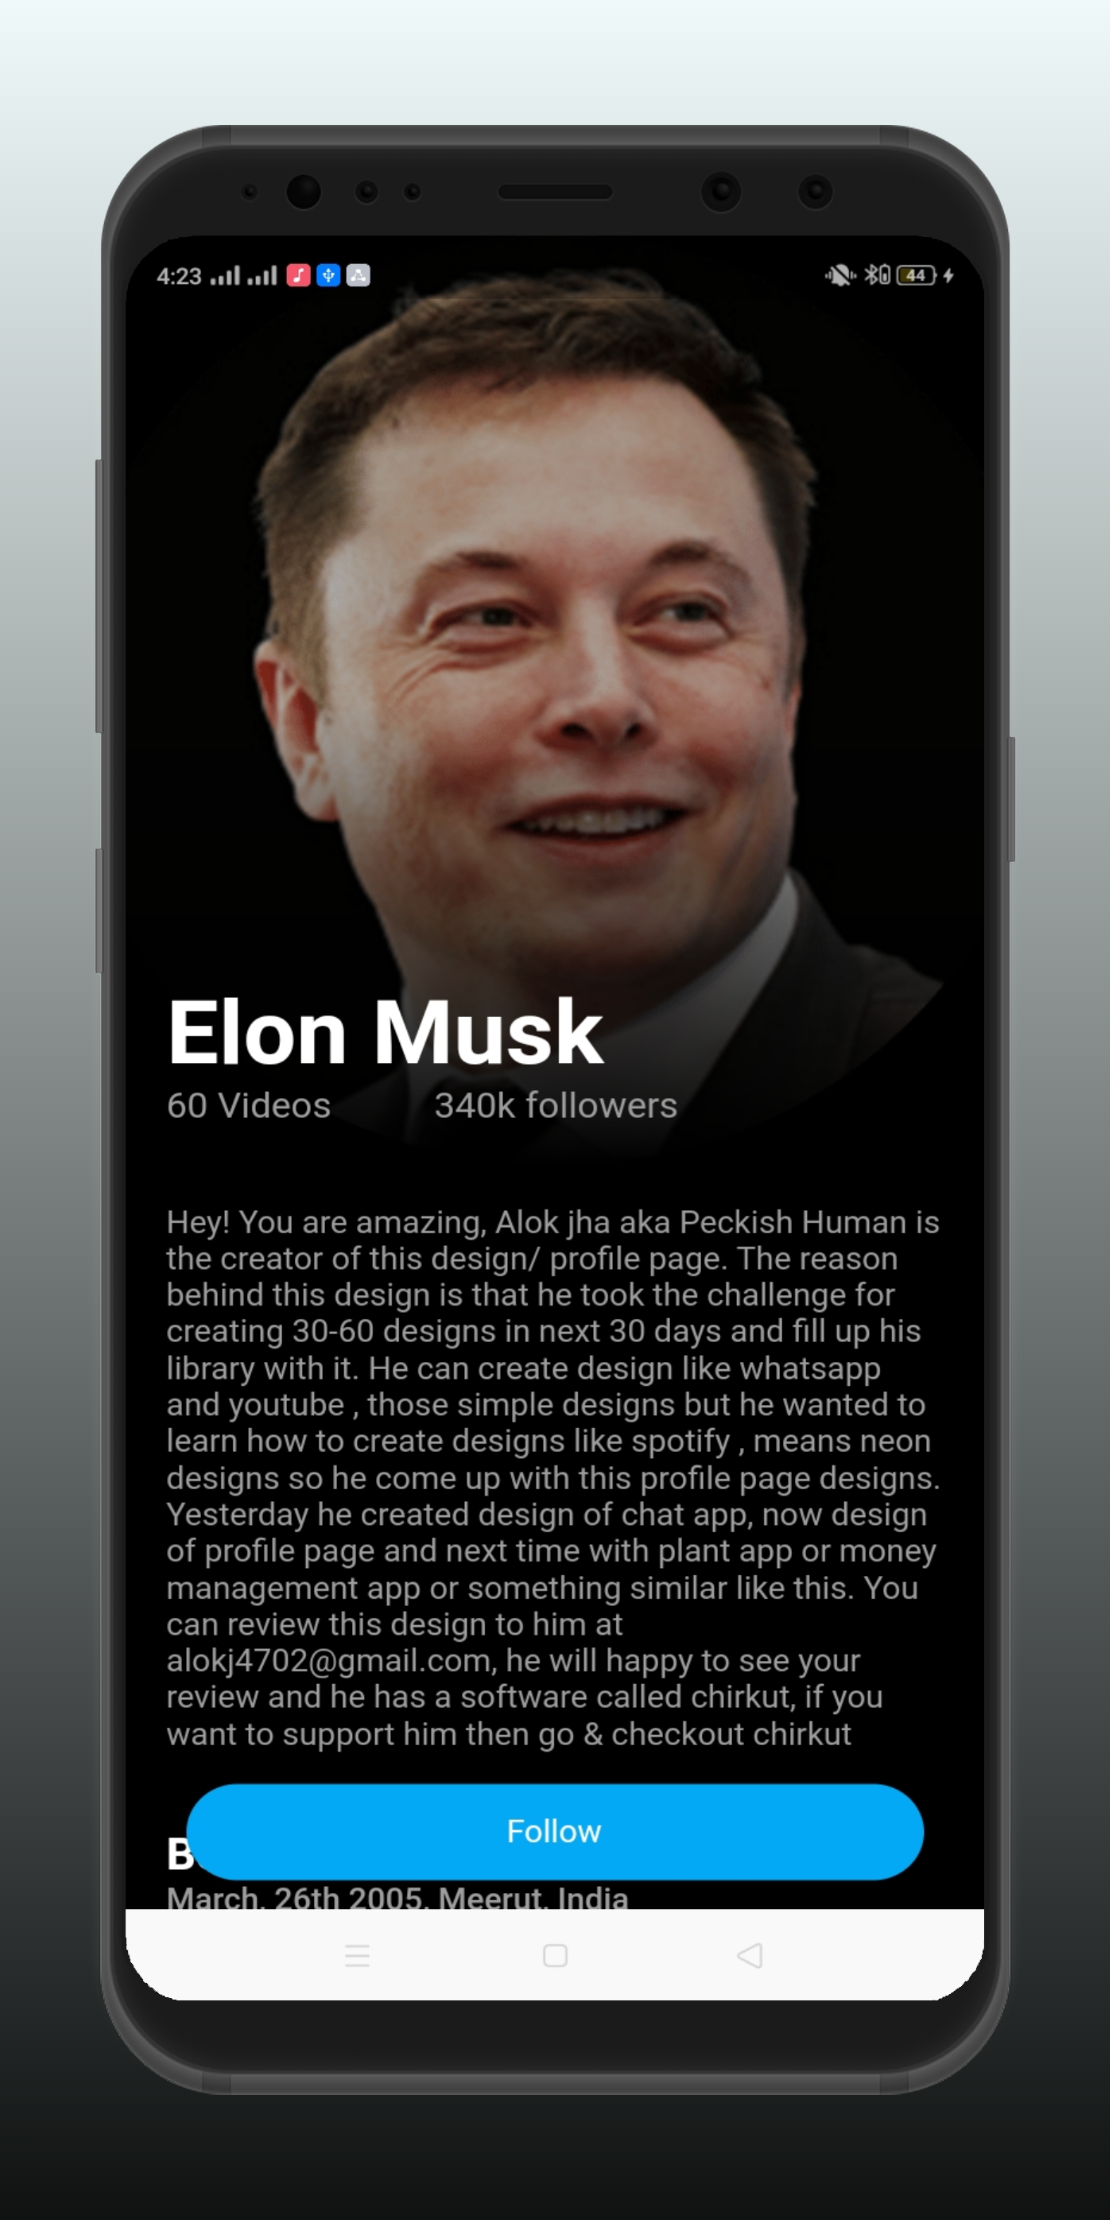 4:23
44
Elon Musk
60 Videos 340k followers
Hey! You are amazing, Alok jha aka Peckish Human is
the creator of this design/ profile page. The reason
behind this design is that he took the challenge for
creating 30-60 designs in next 30 days and fill up his
library with it. He can create design like whatsapp
and youtube , those simple designs but he wanted to
learn how to create designs like spotify , means neon
designs so he come up with this profile page designs.
Yesterday he created design of chat app, now design
of profile page and next time with plant app or money
management app or something similar like this. You
can review this design to him at
alokj4702@gmail.com, he will happy to see your
review and he has a software called chirkut, if you
want to support him then go & checkout chirkut
Follow
March, 26th 2005, Meerut, India